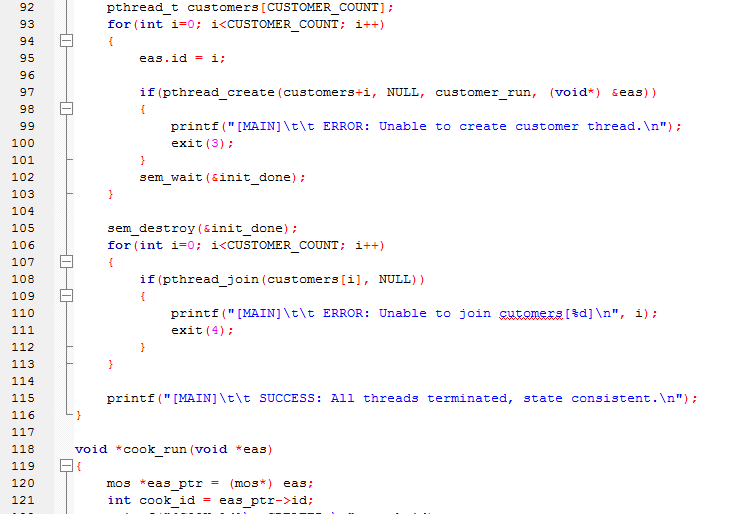 92 pthread_t customers[CUSTOMER_COUNT];
93 for(int i=0; i<CUSTOMER_COUNT; i++)
94 {
95 eas.id = i;
96
97 if(pthread_create(customers+i, NULL, customer_run, (void*) &eas))
98 {
99 printf("[MAIN]\t\t ERROR: Unable to create customer thread.\n");
100 exit(3);
101 }
102 sem_wait(&init_done);
103 }
104
105 sem_destroy(&init_done);
106 for(int i=0; i<CUSTOMER_COUNT; i++)
107 {
108 if(pthread_join(customers[i], NULL))
109 {
110 printf("[MAIN]\t\t ERROR: Unable to join cutomers[%d]\n", i);
111 exit(4);
112 }
113 }
114
115 printf("[MAIN]\t\t SUCCESS: All threads terminated, state consistent.\n");
116 }
117
118 void *cook_run(void *eas)
119 {
120 mos *eas_ptr = (mos*) eas;
121 int cook_id = eas_ptr->id;